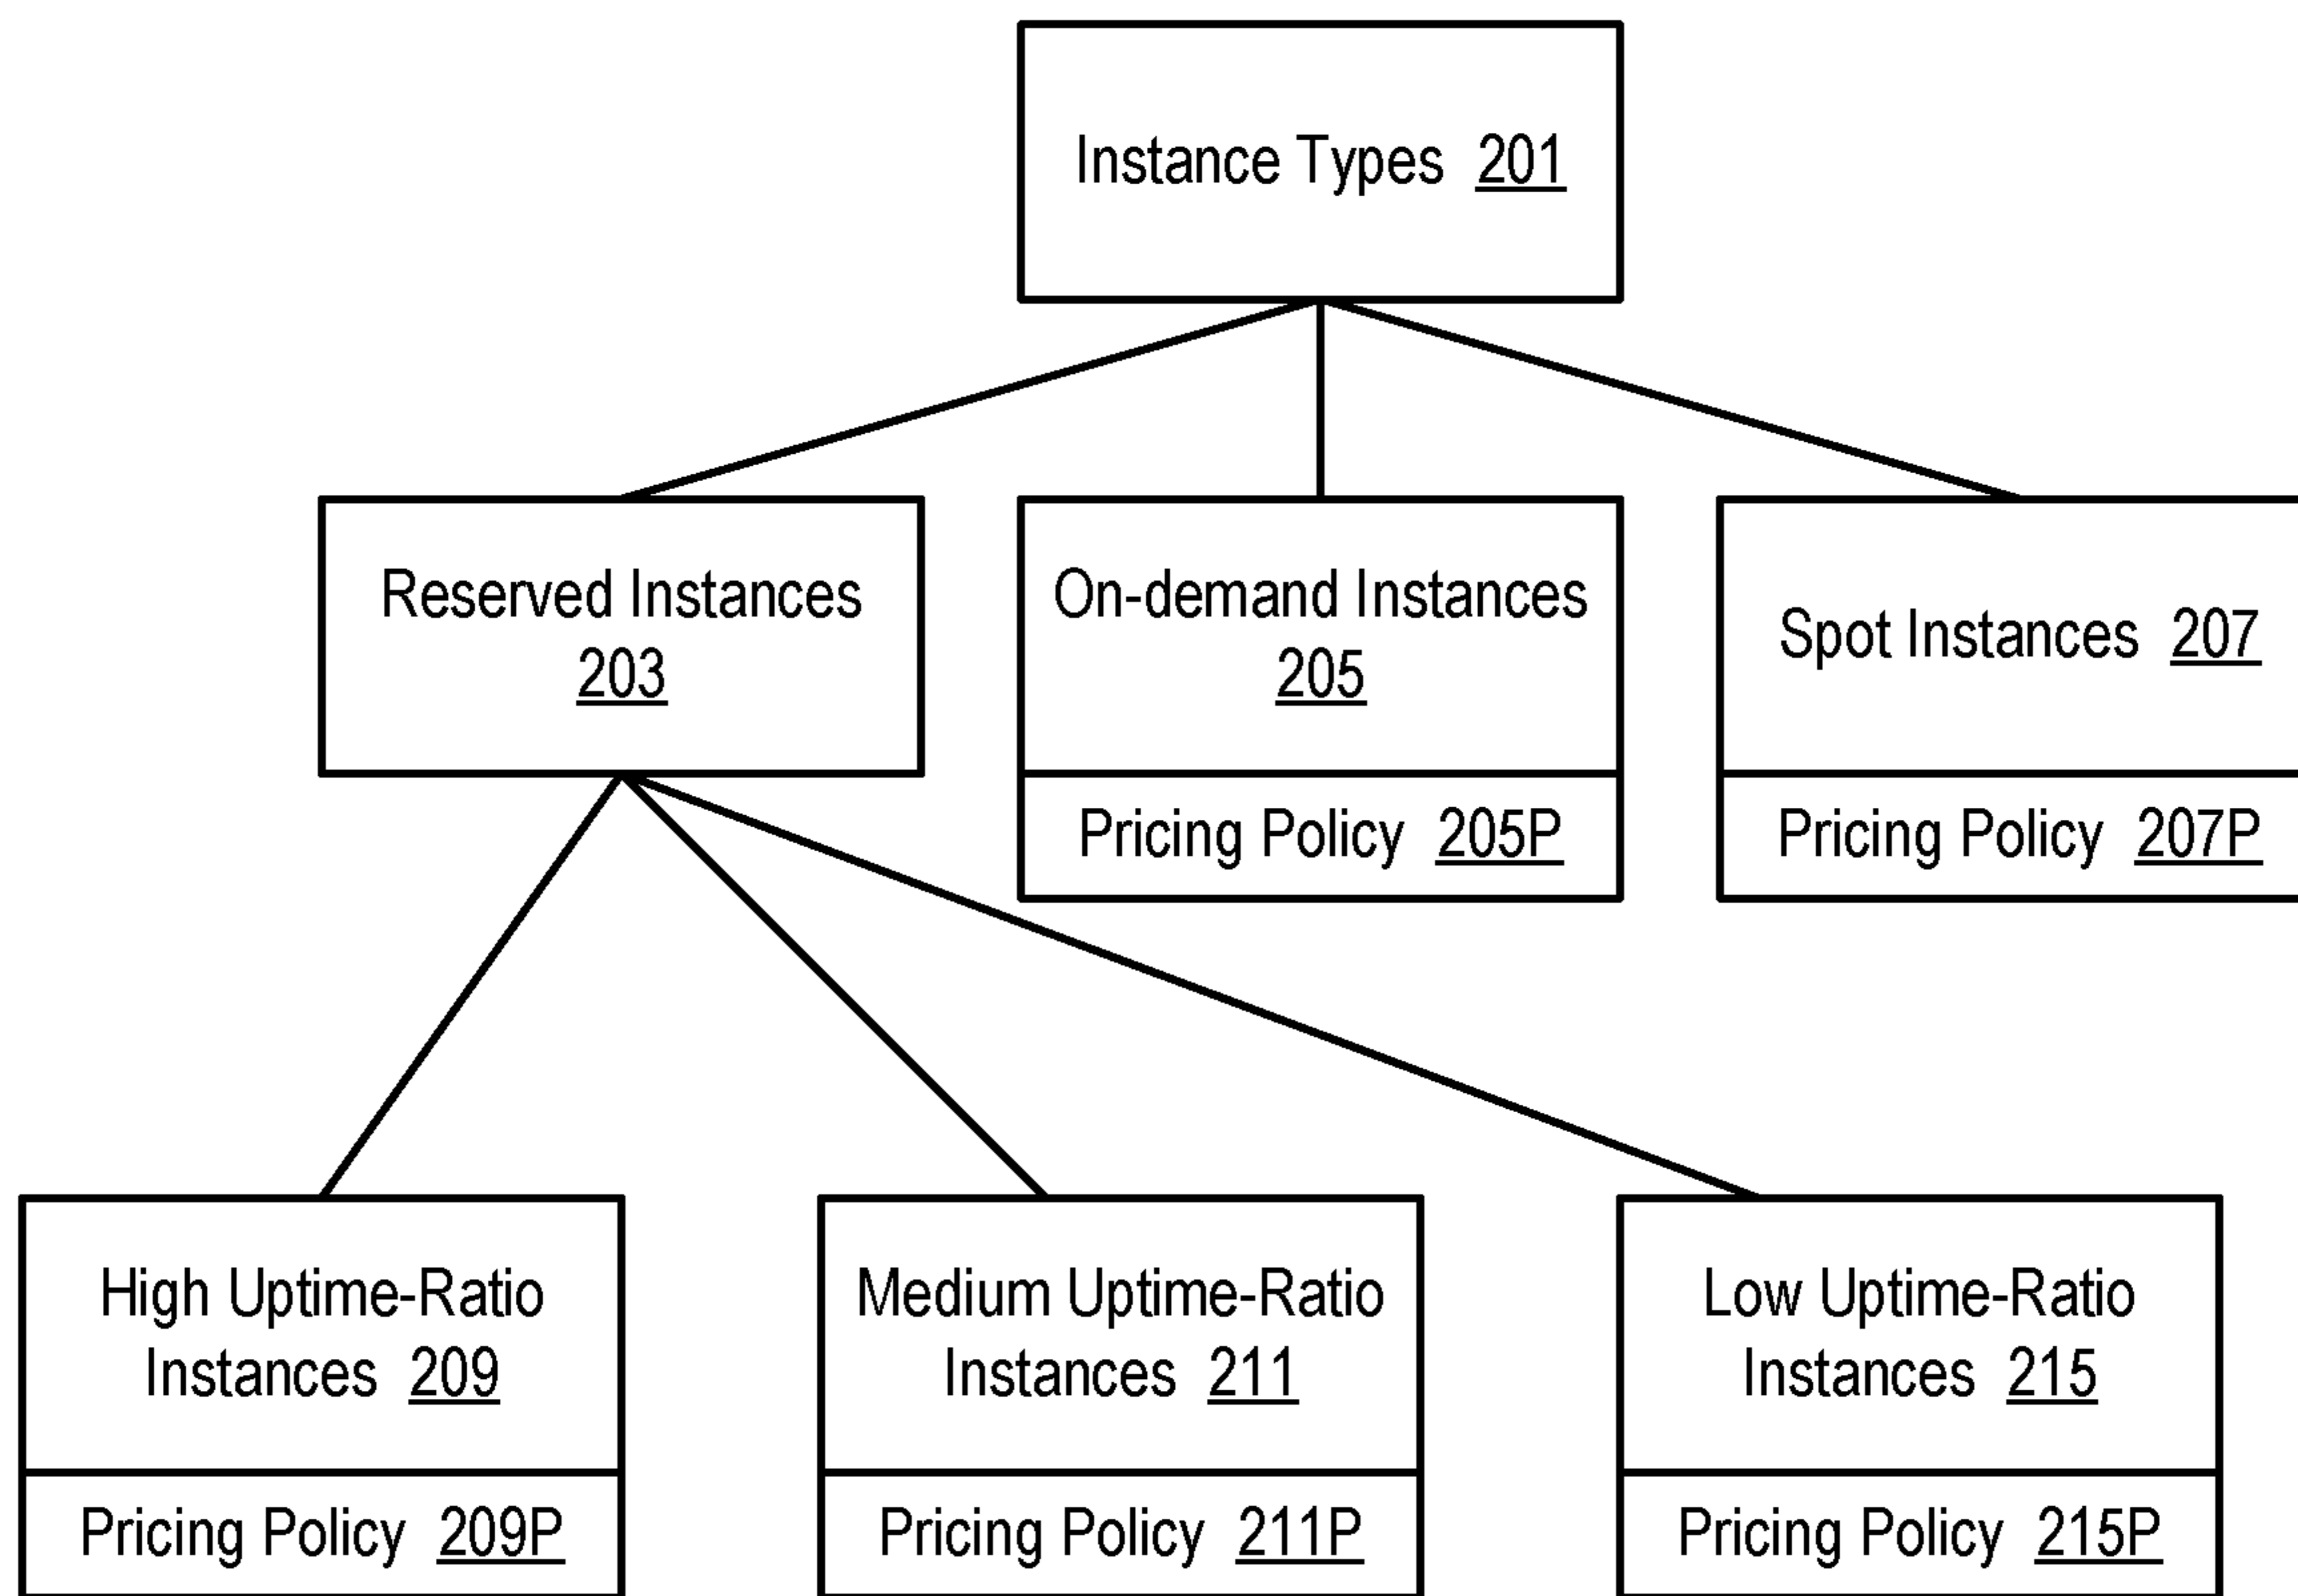 Instance Types 201
Reserved Instances
203
On-demand Instances
205
Pricing Policy 205P
Spot Instances 207
Pricing Policy 207P
High Uptime-Ratio
Instances 209
Pricing Policy 209P
Medium Uptime-Ratio
Instances 211
Pricing Policy 211P
Low Uptime-Ratio
Instances 215
Pricing Policy 215P